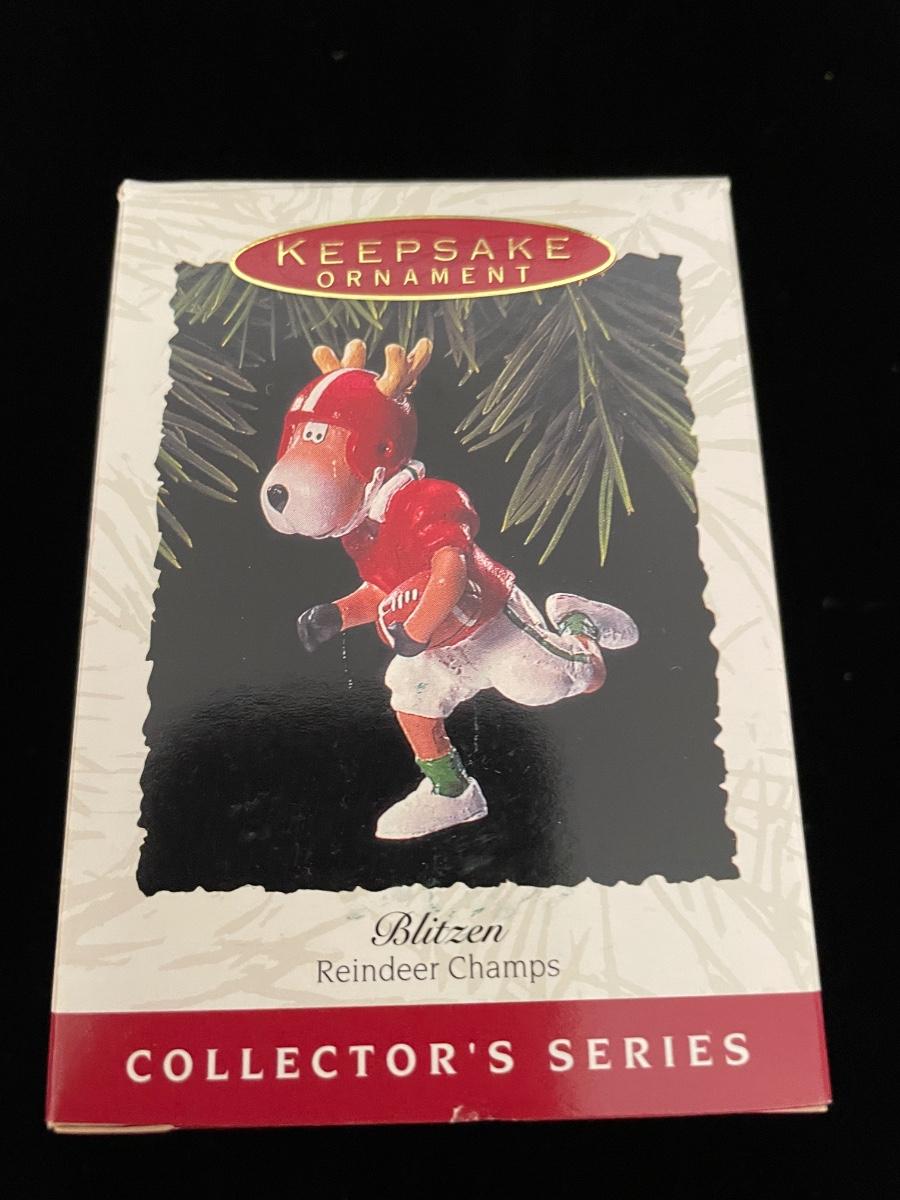 KEEPSAKE
ORNAMENT
Blitzen
Reindeer Champs
COLLECTOR'S SERIES